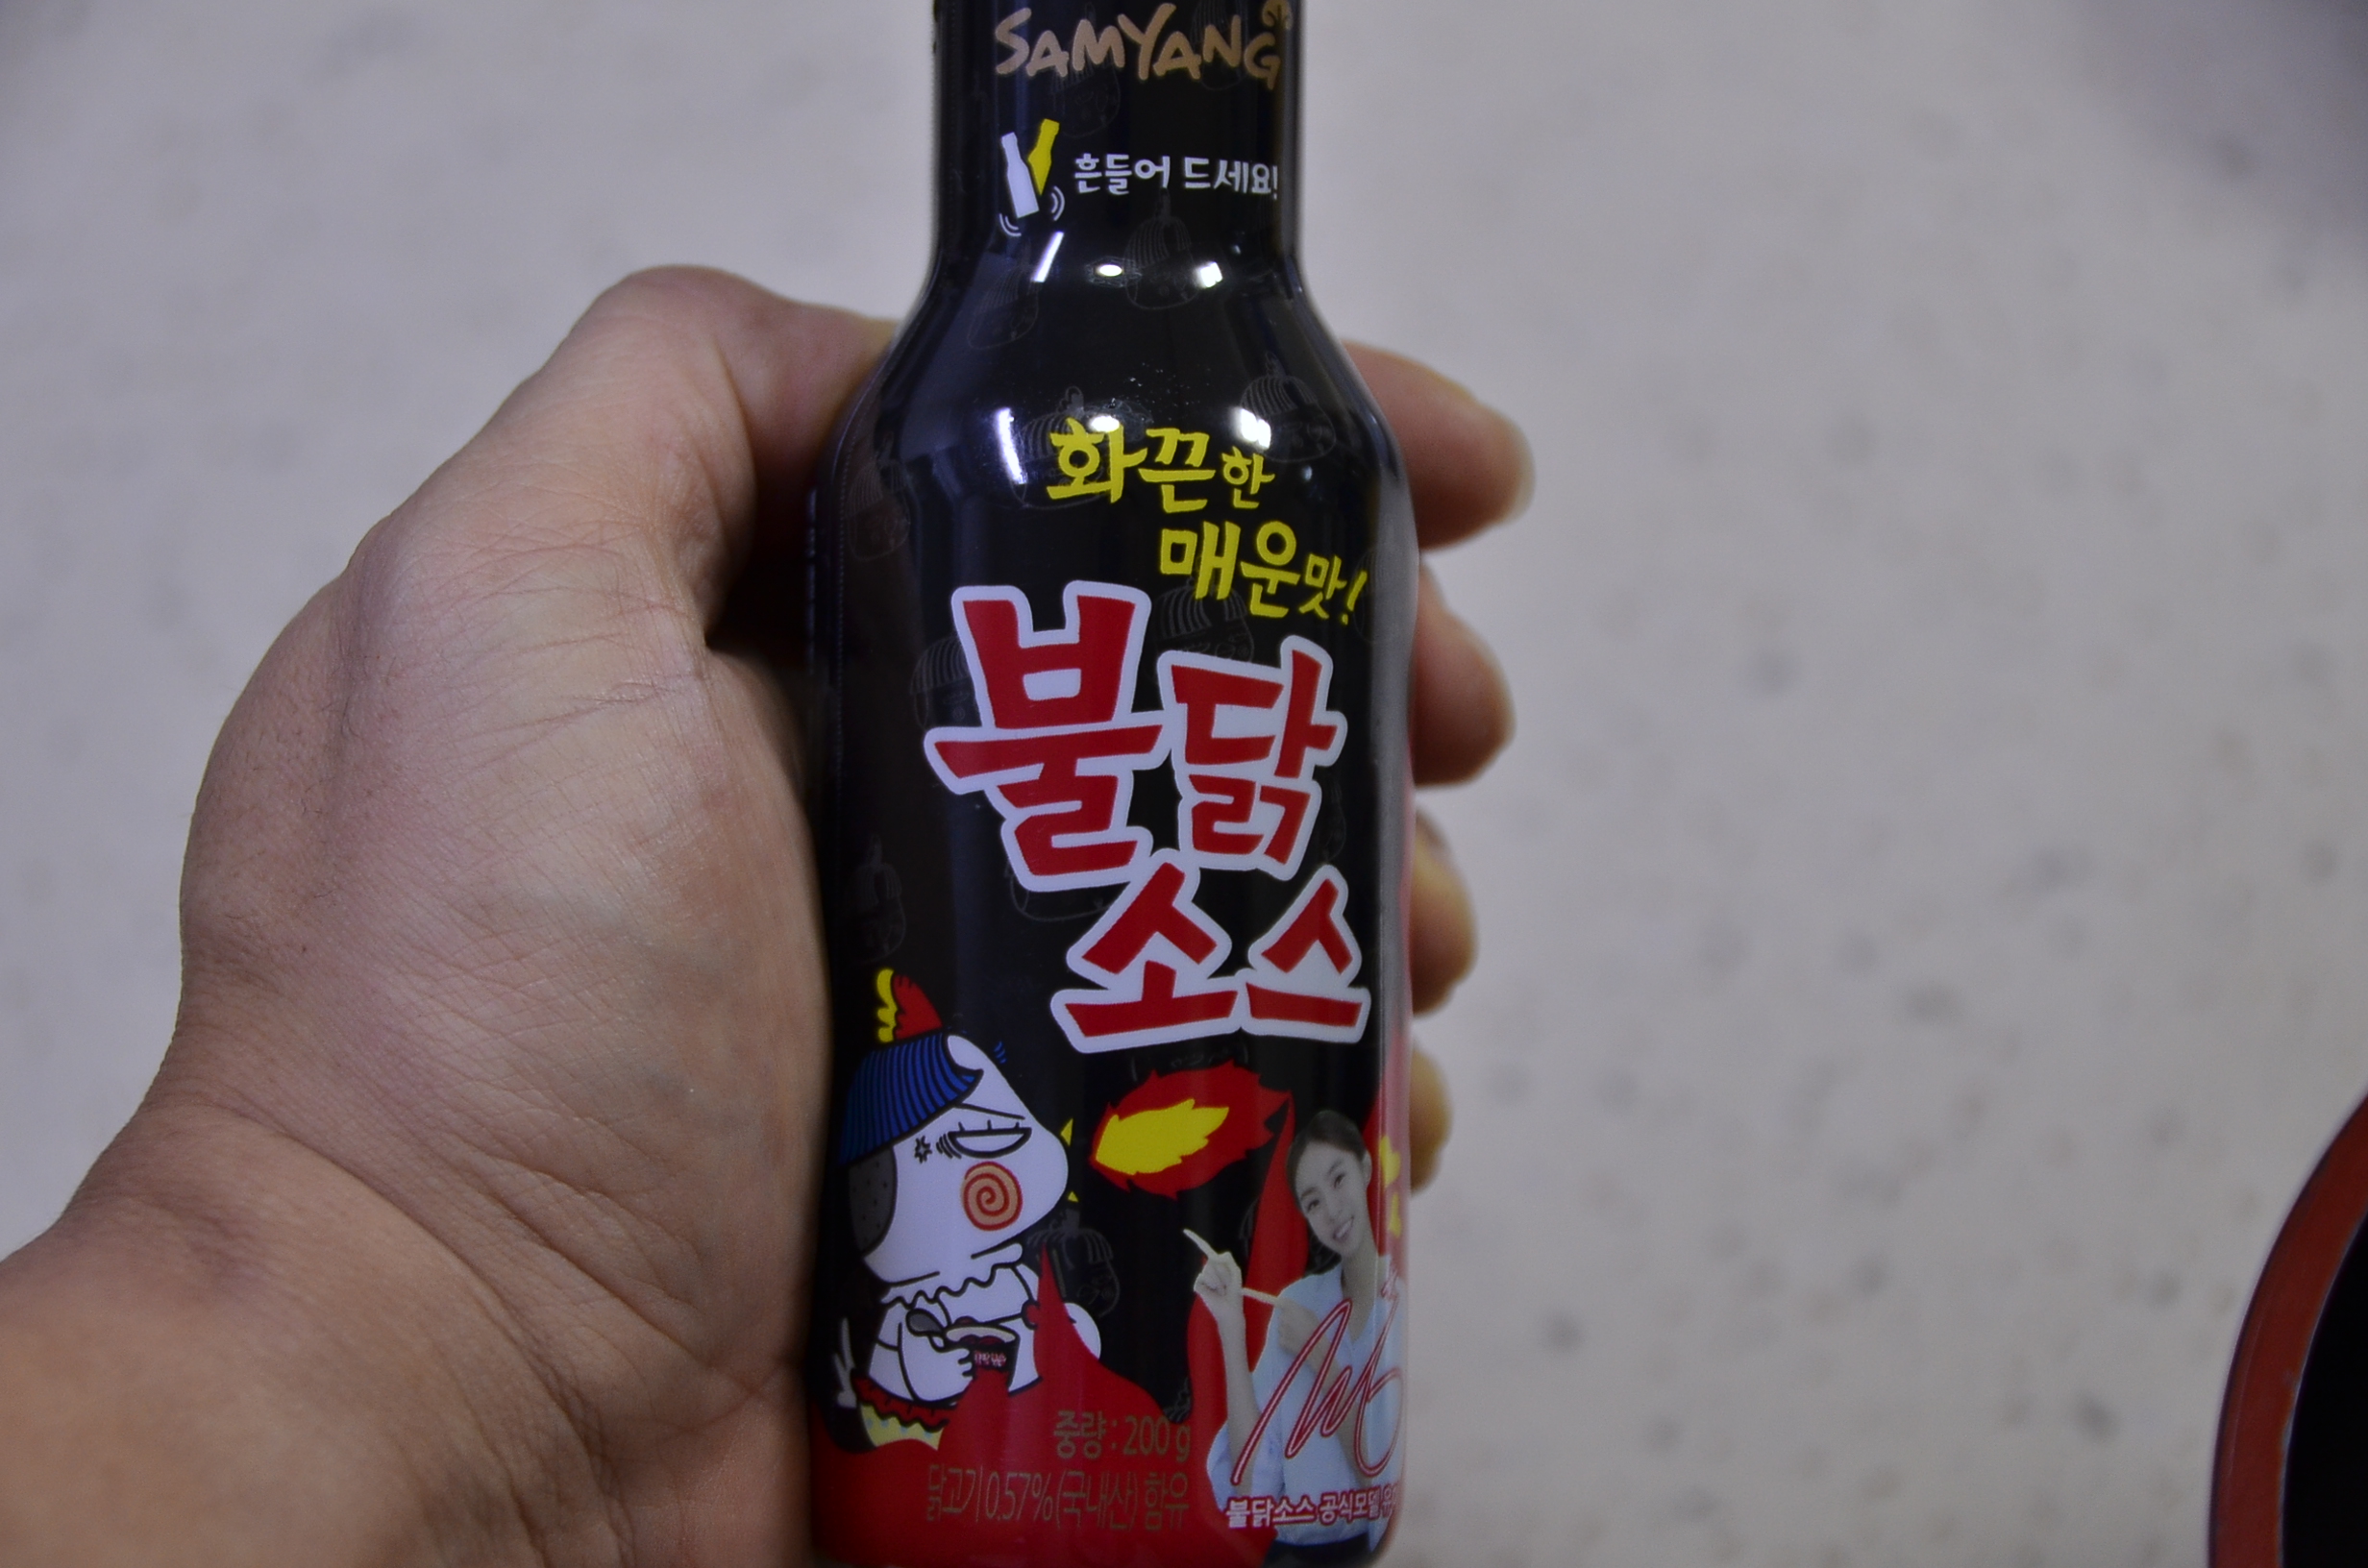 SAMYANG
흔들어 드세요!
화끈한
매운맛!
불닭
소스
중량 : 200 g
닭고기 0.57%(국내산) 함유
불닭소스 공식모델